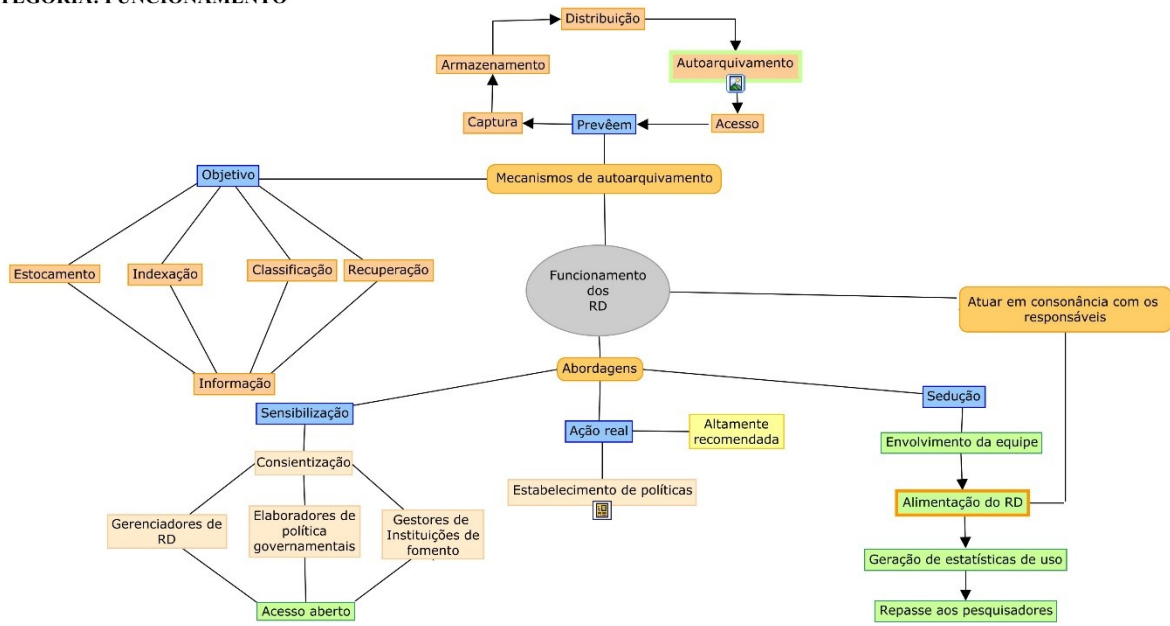 Distribuição
Armazenamento
Autoarquivamento
Captura
Prevêem
Acesso
Objetivo
Mecanismos de autoarquivamento
Estocamento
Indexação
Classificação
Recuperação
Informação
Funcionamento
dos
RD
Atuar em consonância com os
responsáveis
Abordagens
Sensibilização
Consientização
Gerenciadores de
RD
Elaboradores de
política
governamentais
Gestores de
Instituições de
fomento
Acesso aberto
Ação real
Altamente
recomendada
Estabelecimento de políticas
Sedução
Envolvimento da equipe
Alimentação do RD
Geração de estatísticas de uso
Repasse aos pesquisadores